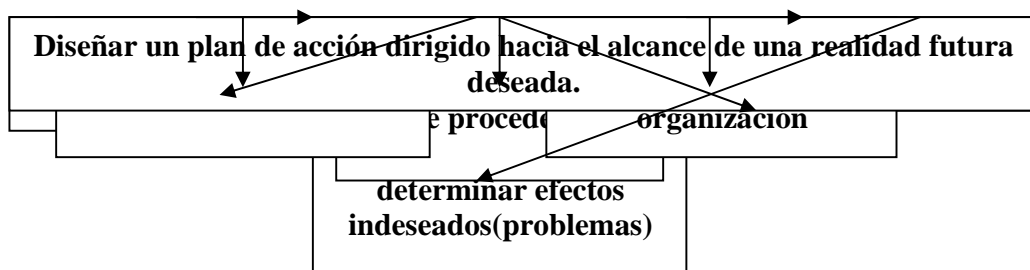 Diseñar un plan de acción dirigido hacia el alcance de una realidad futura
deseada.
e procede organización
determinar efectos
indeseados(problemas)